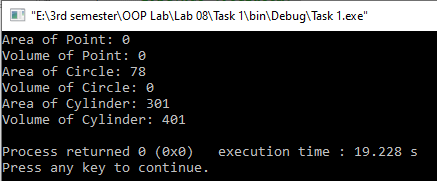 "E:\3rd semester\OOP Lab\Lab 08\Task 1\bin\Debug\Task 1.exe"
Area of Point: 0
Volume of Point: 0
Area of Circle: 78
Volume of Circle: 0
Area of Cylinder: 301
Volume of Cylinder: 401
Process returned 0 (0x0)   execution time : 19.228 s
Press any key to continue.